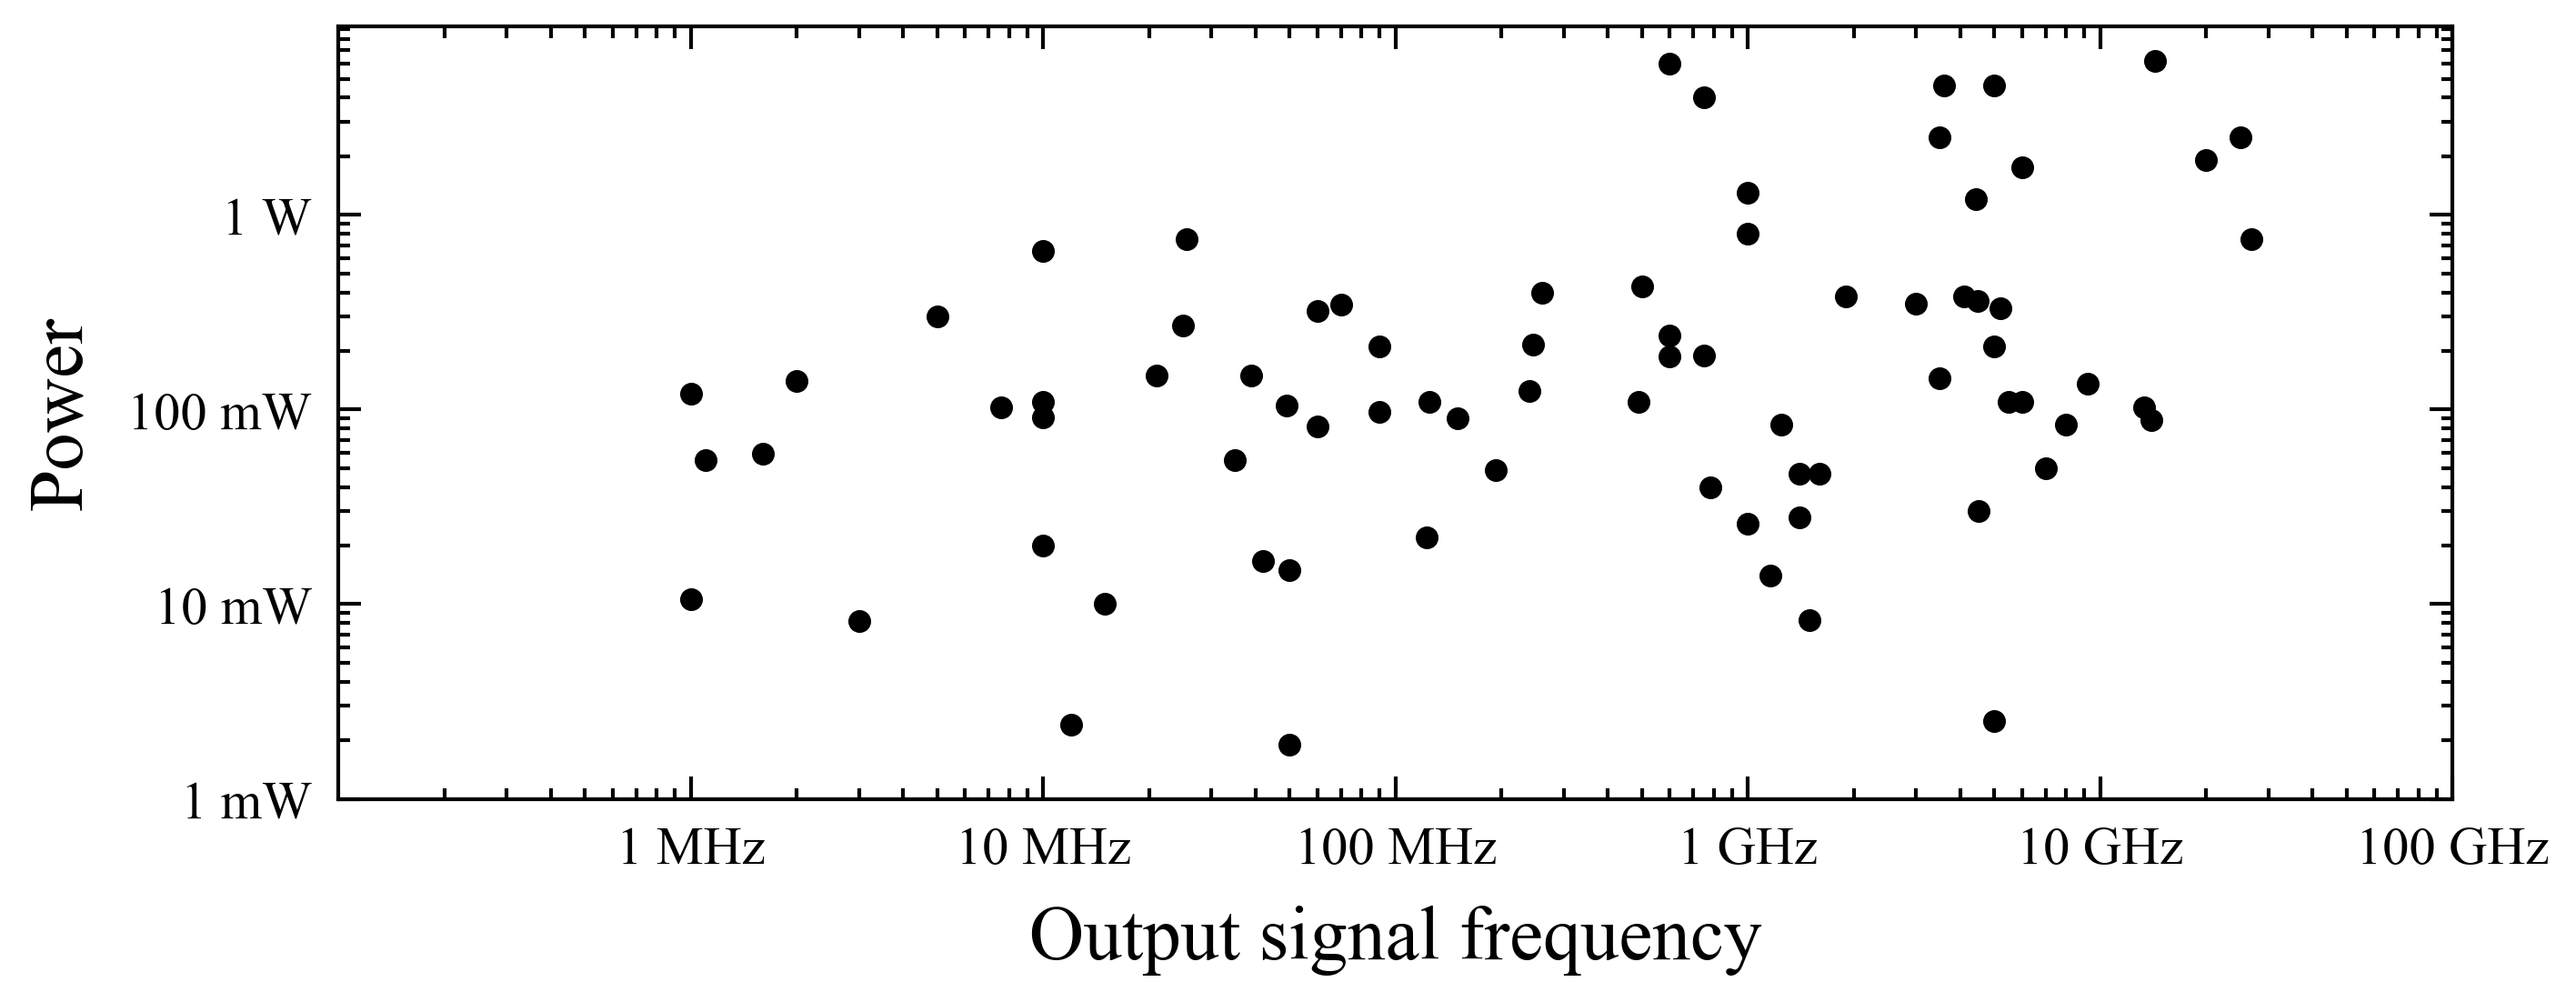 Power
1 W
100 mW
10 mW
1 mW
1 MHz
10 MHz
100 MHz
1 GHz
10 GHz
100 GHz
Output signal frequency